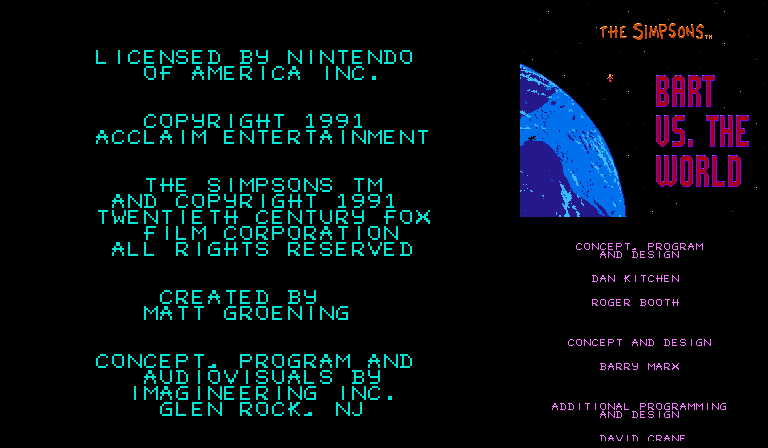 LICENSED BY NINTENDO
OF AMERICA INC.
COPYRIGHT 1991
ACCLAIM ENTERTAINMENT
THE SIMPSONS TM
AND COPYRIGHT 1991
TWENTIETH CENTURY FOX
FILM CORPORATION
ALL RIGHTS RESERVED
CREATED BY
MATT GROENING
CONCEPT, PROGRAM AND
AUDIOVISUALS BY
IMAGINEERING INC.
GLEN ROCK, NJ
THE SIMPSONS TM
BART
VS. THE
WORLD
CONCEPT, PROGRAM
AND DESIGN
DAN KITCHEN
ROGER BOOTH
CONCEPT AND DESIGN
BARRY MARX
ADDITIONAL PROGRAMMING
AND DESIGN
DAVID CRANE